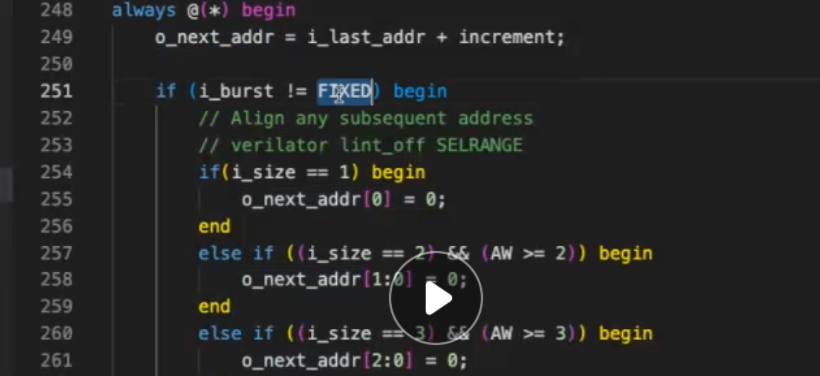 248 always @(*) begin
249 o_next_addr = i_last_addr + increment;
250
251 if (i_burst != FIXED) begin
252 // Align any subsequent address
253 // verilator lint_off SELRANGE
254 if(i_size == 1) begin
255 o_next_addr[0] = 0;
256 end
257 else if ((i_size == 2) && (AW >= 2)) begin
258 o_next_addr[1:0] = 0;
259 end
260 else if ((i_size == 3) && (AW >= 3)) begin
261 o_next_addr[2:0] = 0;